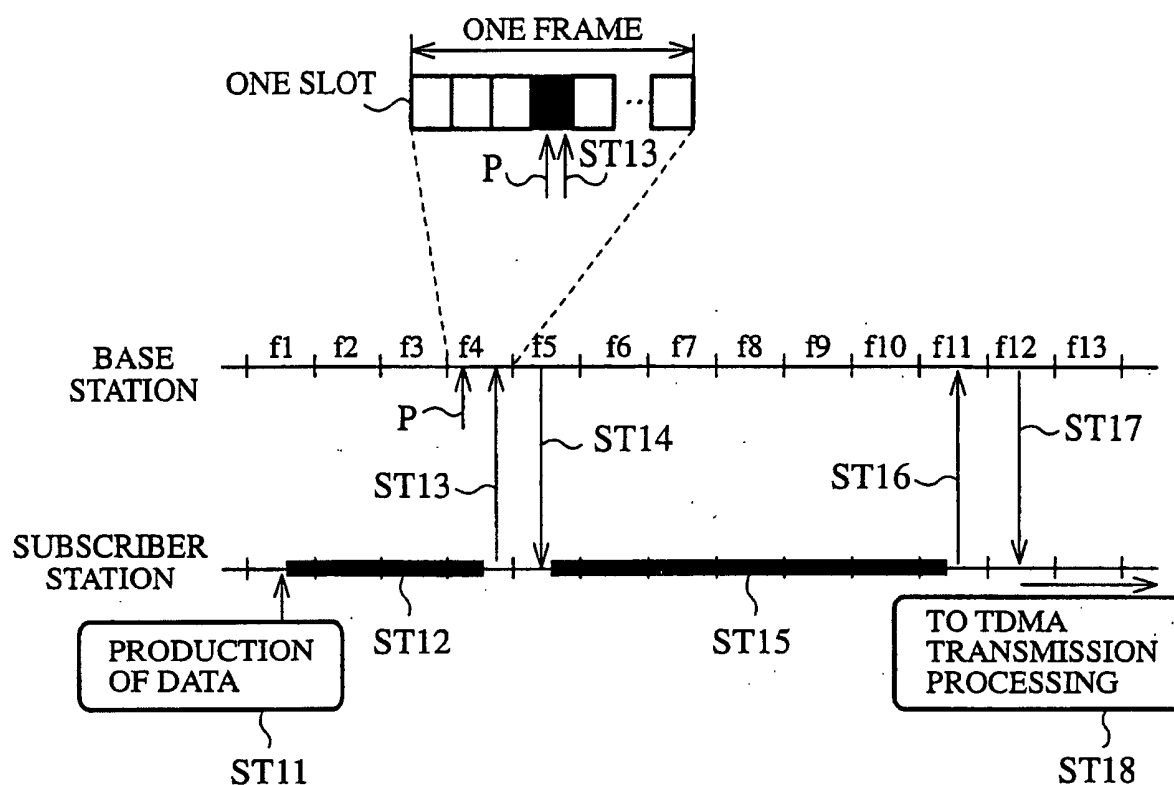 ONE FRAME
ONE SLOT
P
ST13
BASE
STATION
f1 f2 f3 f4 f5 f6 f7 f8 f9 f10 f11 f12 f13
P
ST13
ST14
ST16
ST17
SUBSCRIBER
STATION
ST12
ST15
PRODUCTION
OF DATA
ST11
TO TDMA
TRANSMISSION
PROCESSING
ST18